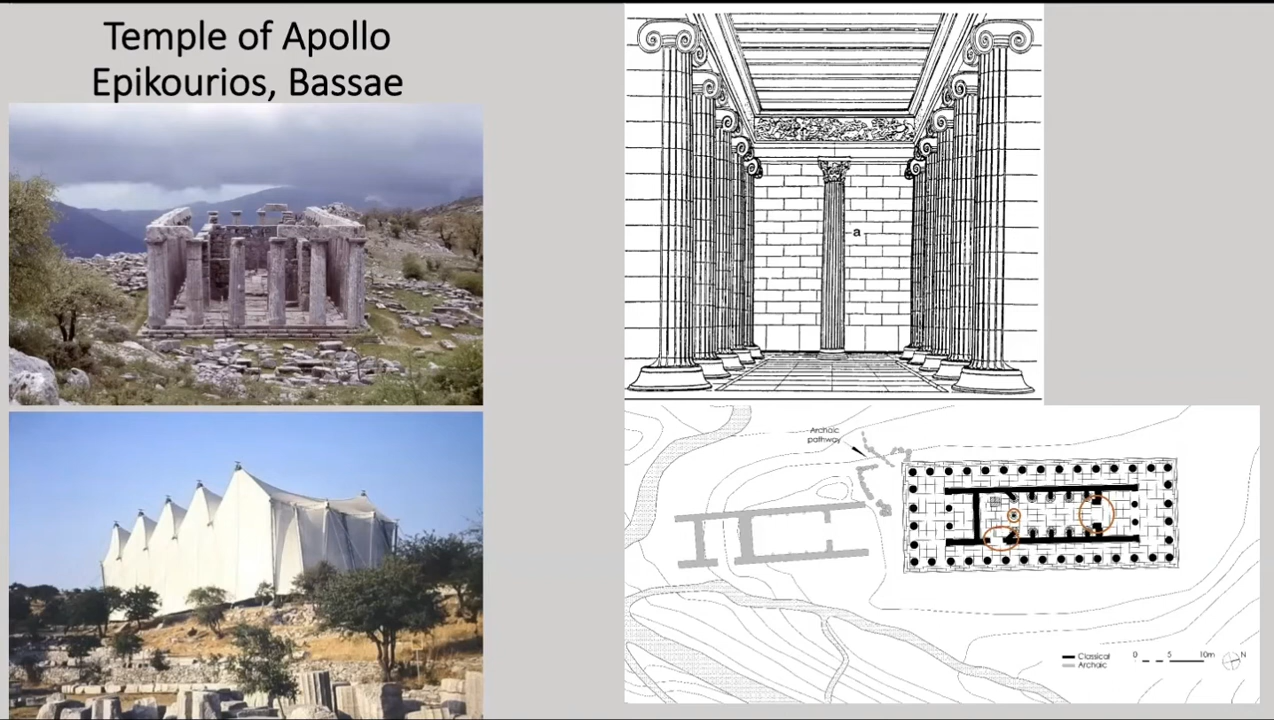 Temple of Apollo
Epikourios, Bassae
a
Archaic
pathway
Classical
Archaic
0 5 10m
N